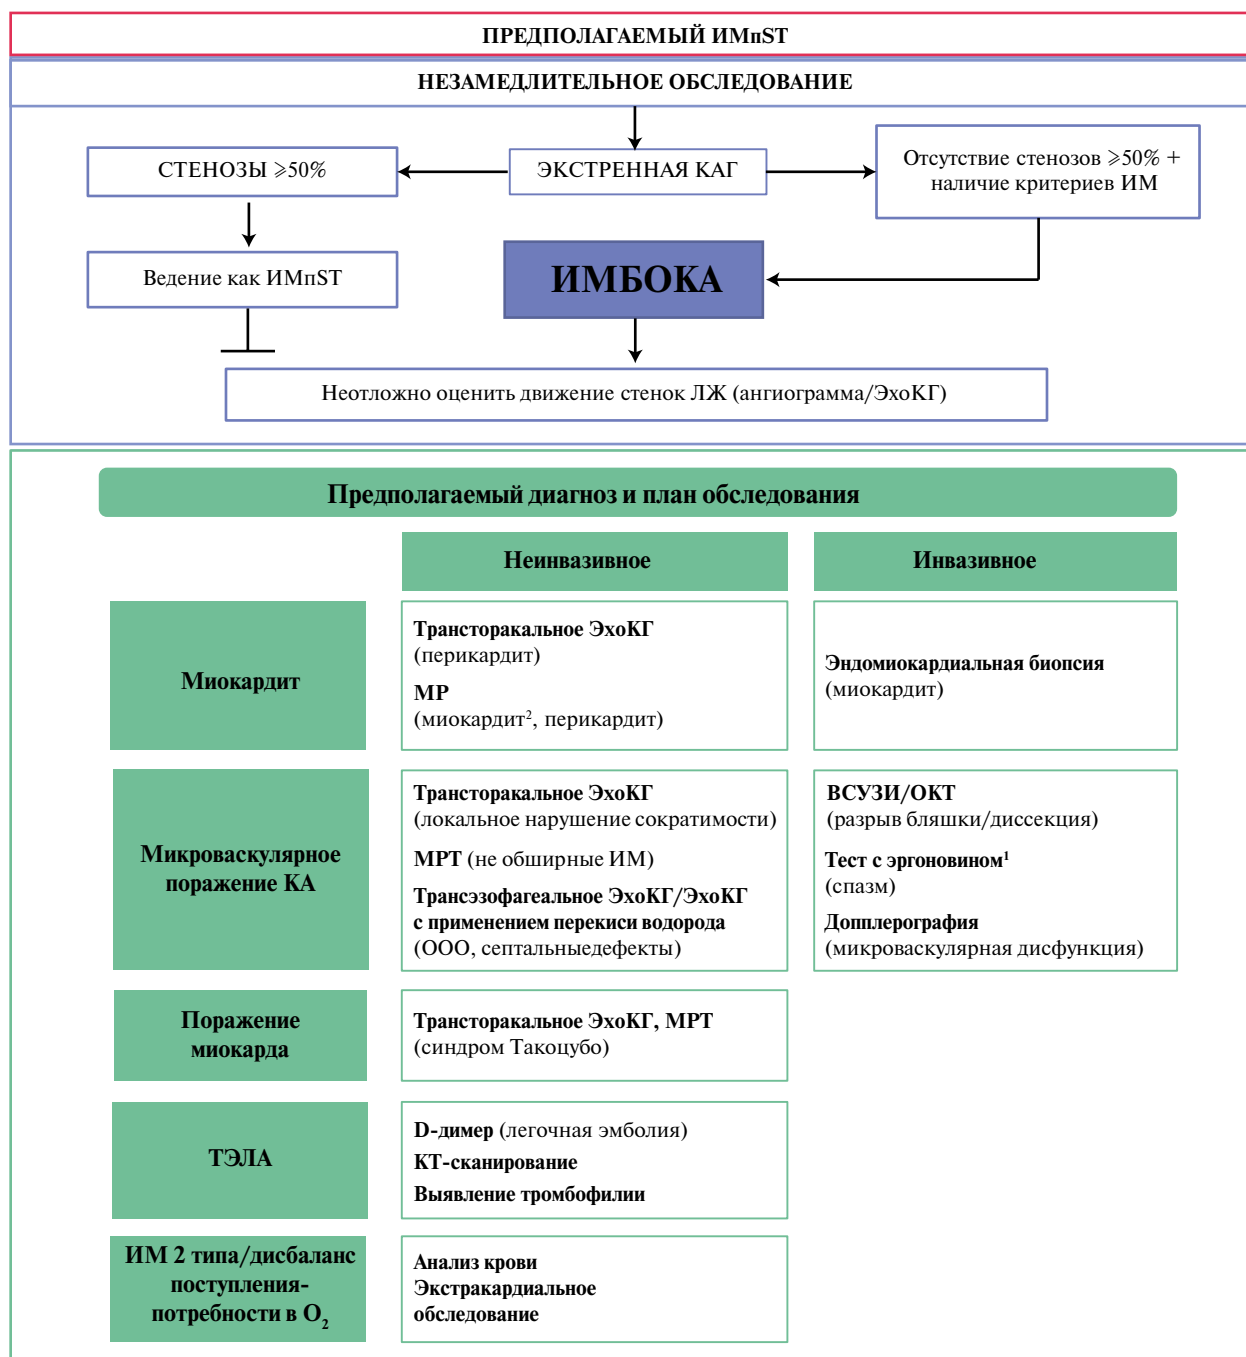 ПРЕДПОЛАГАЕМЫЙ ИМпST
НЕЗАМЕДЛИТЕЛЬНОЕ ОБСЛЕДОВАНИЕ
СТЕНОЗЫ ⩾50%
ЭКСТРЕННАЯ КАГ
Отсутствие стенозов ⩾50% +
наличие критериев ИМ
Ведение как ИМпST
ИМБОКА
Неотложно оценить движение стенок ЛЖ (ангиограмма/ЭхоКГ)
Предполагаемый диагноз и план обследования
Неинвазивное
Инвазивное
Миокардит
Трансторакальное ЭхоКГ
(перикардит)
МР
(миокардит², перикардит)
Эндомиокардиальная биопсия
(миокардит)
Микроваскулярное
поражение КА
Трансторакальное ЭхоКГ
(локальное нарушение сократимости)
МРТ (не обширные ИМ)
Трансэзофагеальное ЭхоКГ/ЭхоКГ
с применением перекиси водорода
(ООО, септальныедефекты)
ВСУЗИ/ОКТ
(разрыв бляшки/диссекция)
Тест с эргоновином¹
(спазм)
Допплерография
(микроваскулярная дисфункция)
Поражение
миокарда
Трансторакальное ЭхоКГ, МРТ
(синдром Такоцубо)
ТЭЛА
D-димер (легочная эмболия)
КТ-сканирование
Выявление тромбофилии
ИМ 2 типа/дисбаланс
поступления-
потребности в O₂
Анализ крови
Экстракардиальное
обследование